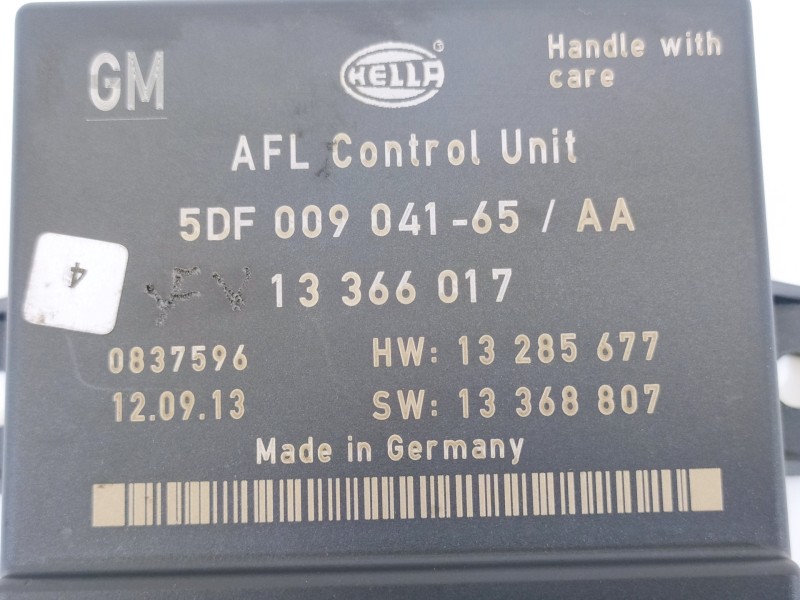 GM
HELLA
®
Handle with
care
AFL Control Unit
5DF 009 041-65 / AA
4
13 366 017
0837596
HW: 13 285 677
12.09.13
SW: 13 368 807
Made in Germany